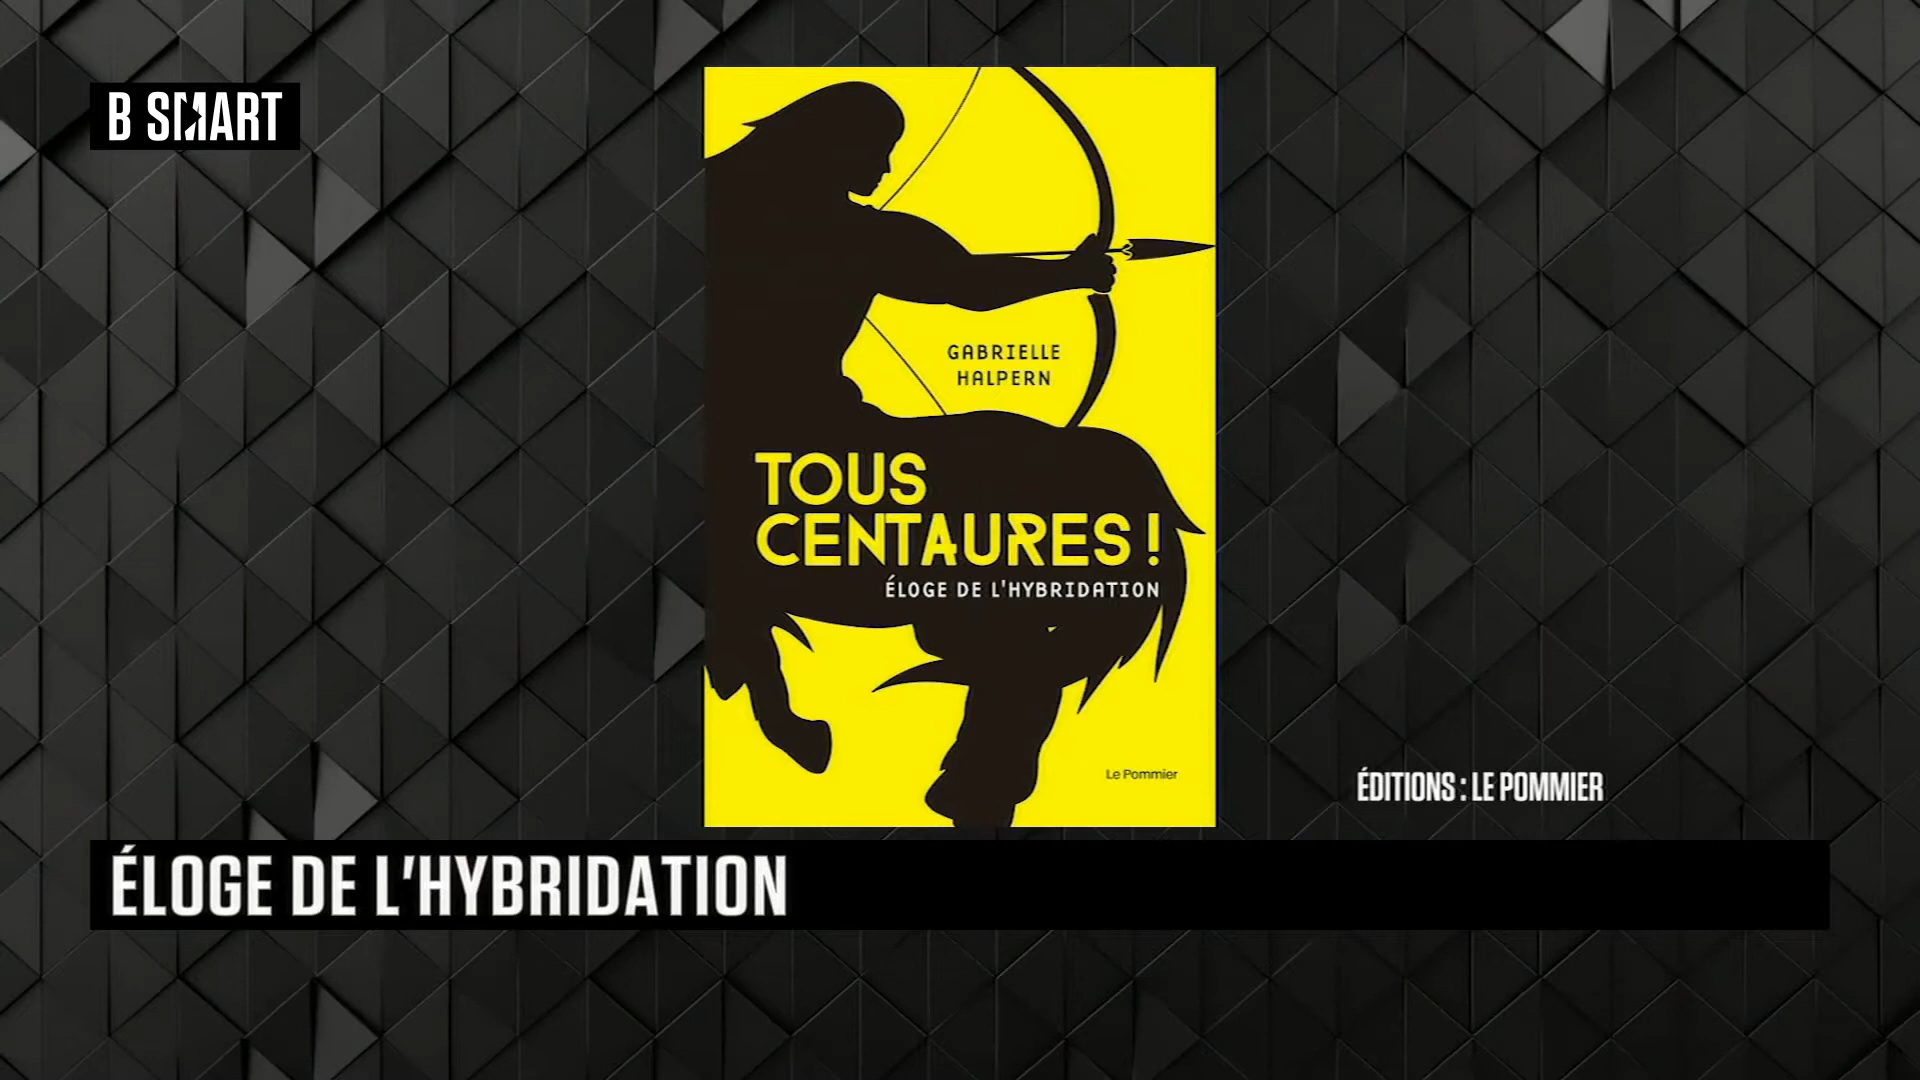 B SMART
GABRIELLE
HALPERN
TOUS
CENTAURES !
ÉLOGE DE L'HYBRIDATION
Le Pommier
ÉDITIONS : LE POMMIER
ÉLOGE DE L'HYBRIDATION